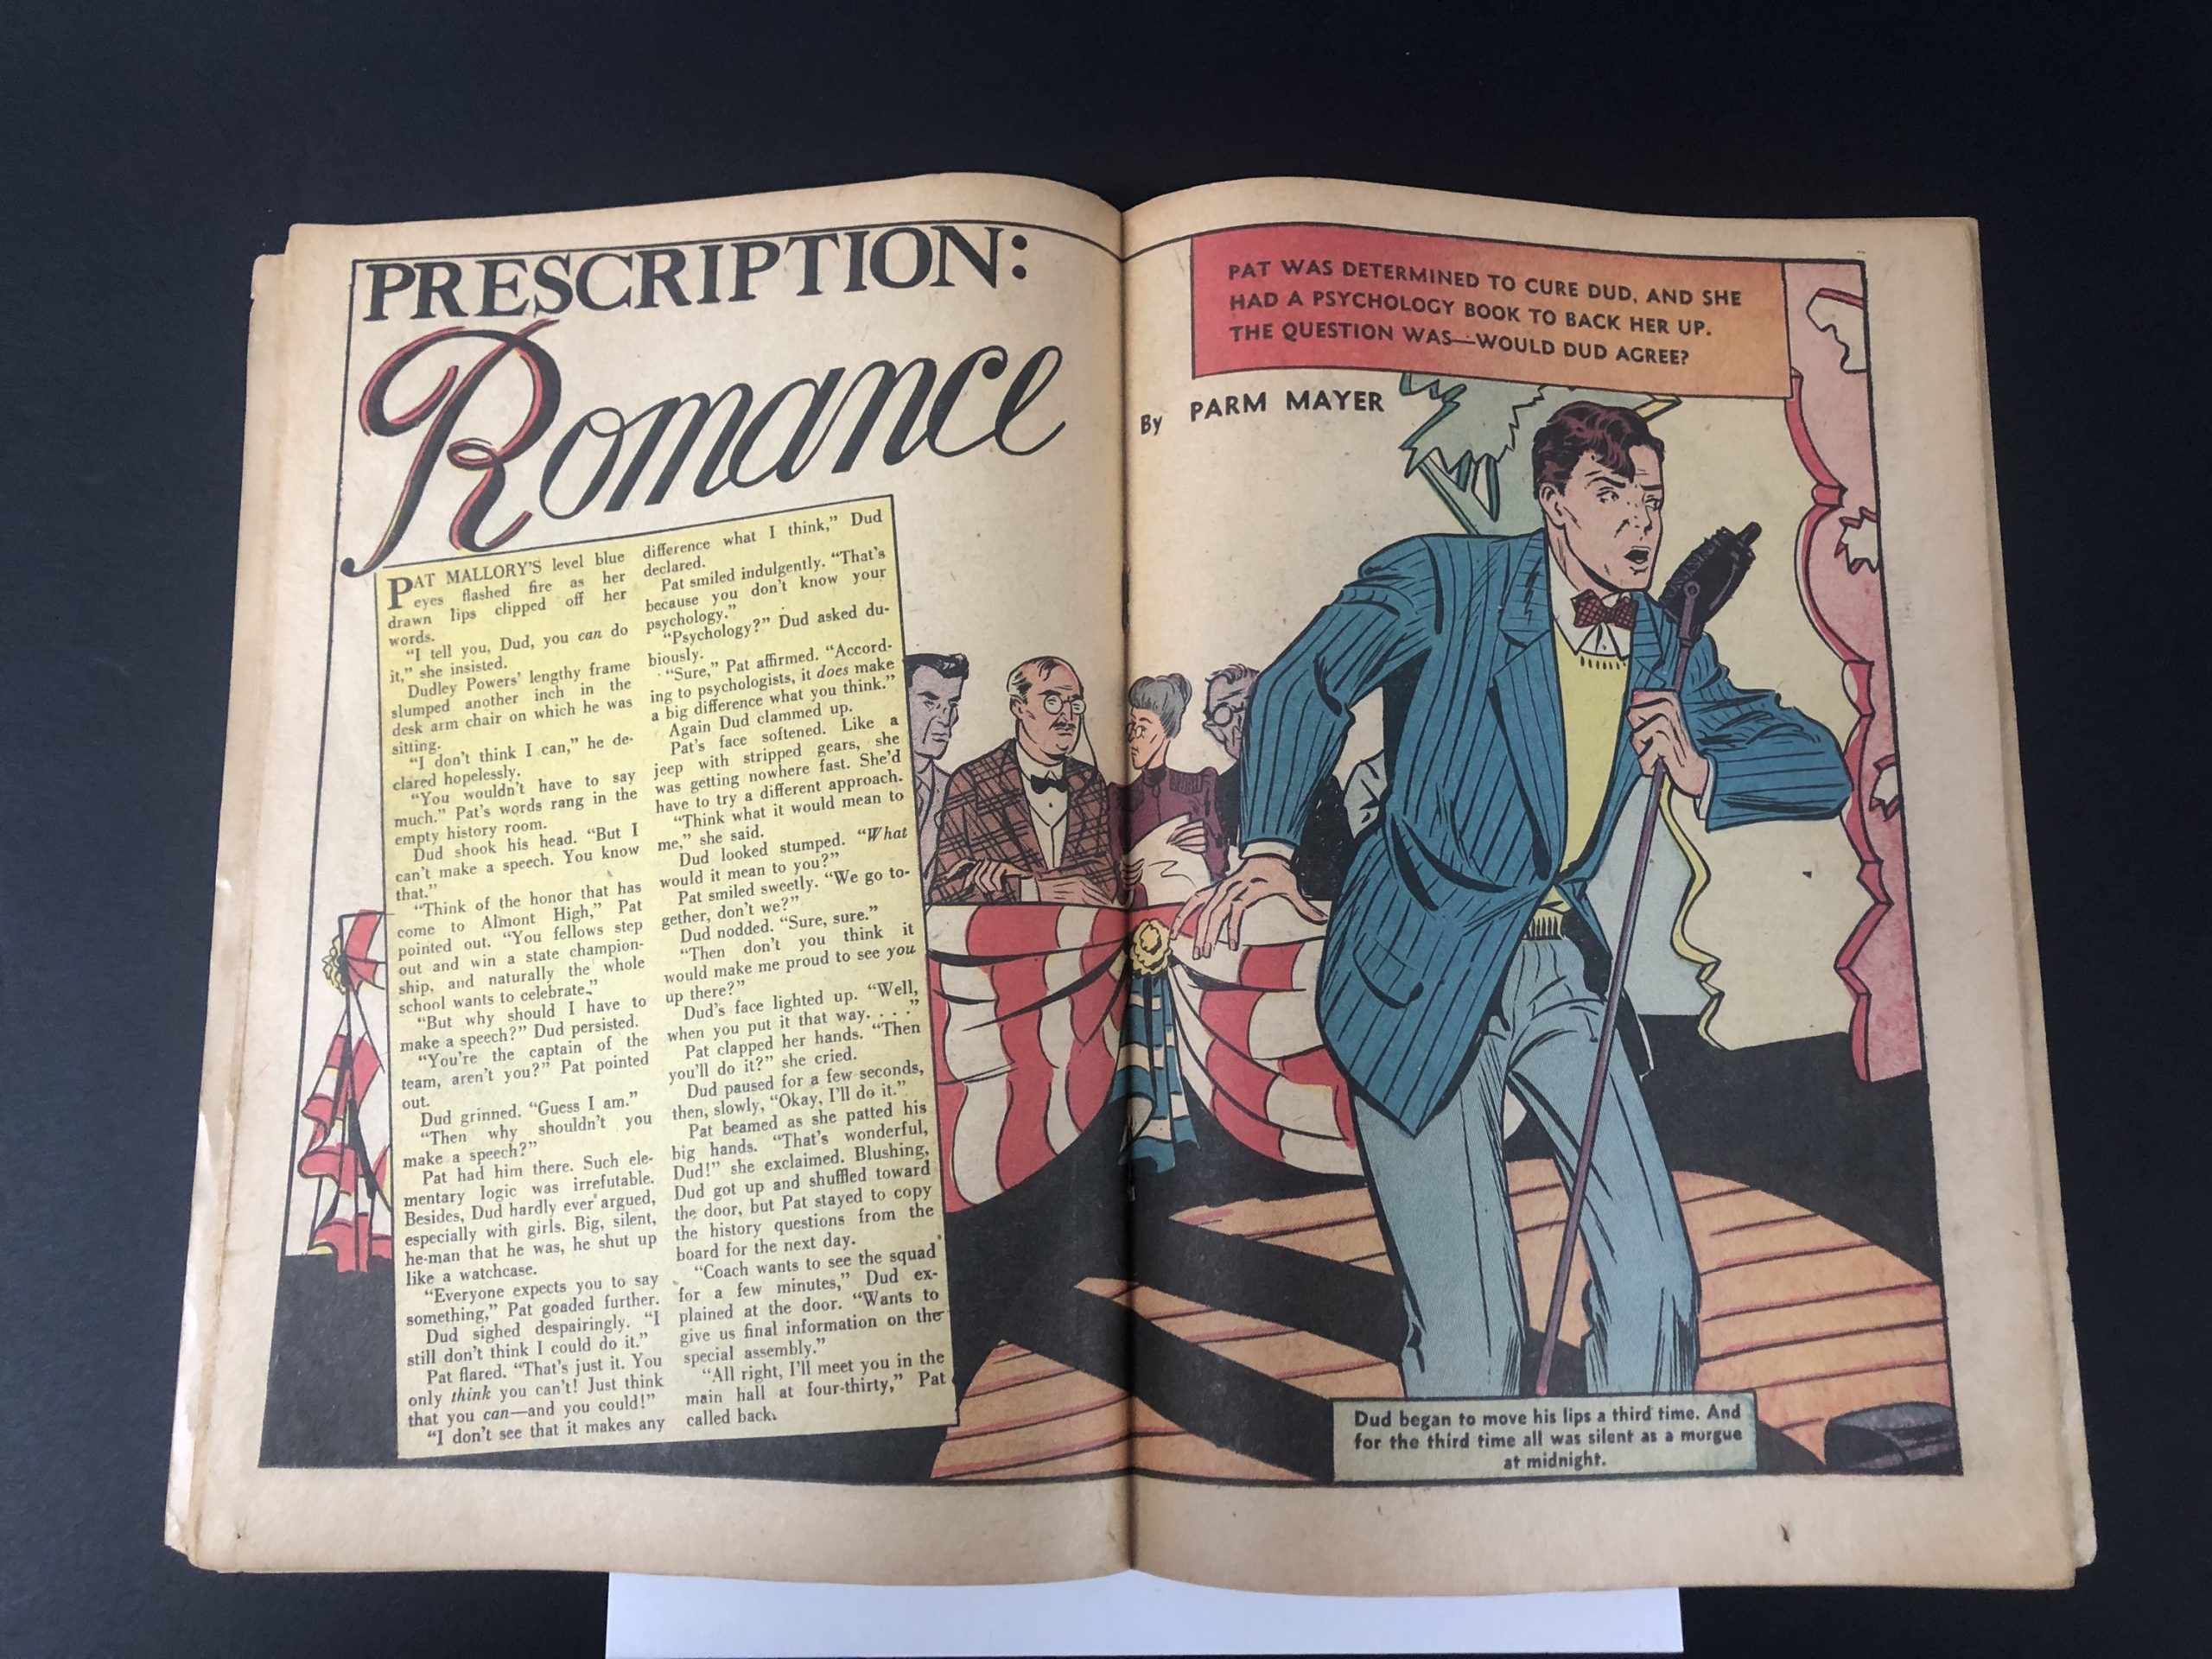 PRESCRIPTION:
Romance
PAT WAS DETERMINED TO CURE DUD, AND SHE
HAD A PSYCHOLOGY BOOK TO BACK HER UP.
THE QUESTION WAS—WOULD DUD AGREE?
By PARM MAYER
PAT MALLORY'S level blue
eyes flashed fire as her
drawn lips clipped off her
words.
"I tell you, Dud, you can do
it," she insisted.
Dudley Powers' lengthy frame
slumped another inch in the
desk arm chair on which he was
sitting.
"I don't think I can," he de-
clared hopelessly.
"You wouldn't have to say
much." Pat's words rang in the
empty history room.
Dud shook his head. "But I
can't make a speech. You know
that."
"Think of the honor that has
come to Almont High," Pat
pointed out. "You fellows step
out and win a state champion-
ship, and naturally the whole
school wants to celebrate."
"But why should I have to
make a speech?" Dud persisted.
"You're the captain of the
team, aren't you?" Pat pointed
out.
Dud grinned. "Guess I am."
"Then why shouldn't you
make a speech?"
Pat had him there. Such ele-
mentary logic was irrefutable.
Besides, Dud hardly ever argued,
especially with girls. Big, silent,
he-man that he was, he shut up
like a watchcase.
"Everyone expects you to say
something," Pat goaded further.
Dud sighed despairingly. "I
still don't think I could do it."
Pat flared. "That's just it. You
only think you can't! Just think
that you can—and you could!"
"I don't see that it makes any
difference what I think," Dud
declared.
Pat smiled indulgently. "That's
because you don't know your
psychology."
"Psychology?" Dud asked du-
biously.
"Sure," Pat affirmed. "Accord-
ing to psychologists, it does make
a big difference what you think."
Again Dud clammed up.
Pat's face softened. Like a
jeep with stripped gears, she
was getting nowhere fast. She'd
have to try a different approach.
"Think what it would mean to
me," she said.
Dud looked stumped. "What
would it mean to you?"
Pat smiled sweetly. "We go to-
gether, don't we?"
Dud nodded. "Sure, sure."
"Then don't you think it
would make me proud to see you
up there?"
Dud's face lighted up. "Well,
when you put it that way. . . ."
Pat clapped her hands. "Then
you'll do it?" she cried.
Dud paused for a few seconds,
then, slowly, "Okay, I'll do it."
Pat beamed as she patted his
big hands. "That's wonderful,
Dud!" she exclaimed. Blushing,
Dud got up and shuffled toward
the door, but Pat stayed to copy
the history questions from the
board for the next day.
"Coach wants to see the squad
for a few minutes," Dud ex-
plained at the door. "Wants to
give us final information on the
special assembly."
"All right, I'll meet you in the
main hall at four-thirty," Pat
called back.
Dud began to move his lips a third time. And
for the third time all was silent as a morgue
at midnight.